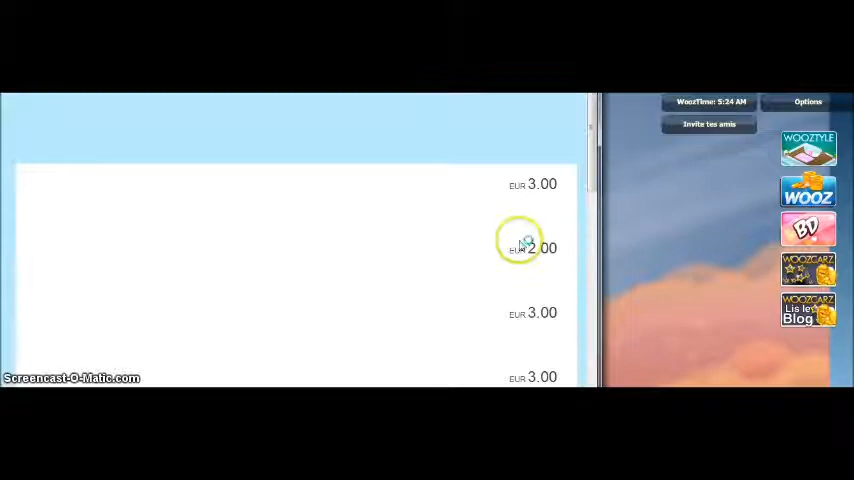 WoozTime: 5:24 AM
Options
Invite tes amis
WOOZTYLE
EUR 3.00
WOOZ
BD
EUR 2.00
WOOZCARZ
EUR 3.00
WOOZCARZ
Lis le
Blog
EUR 3.00
Screencast-O-Matic.com